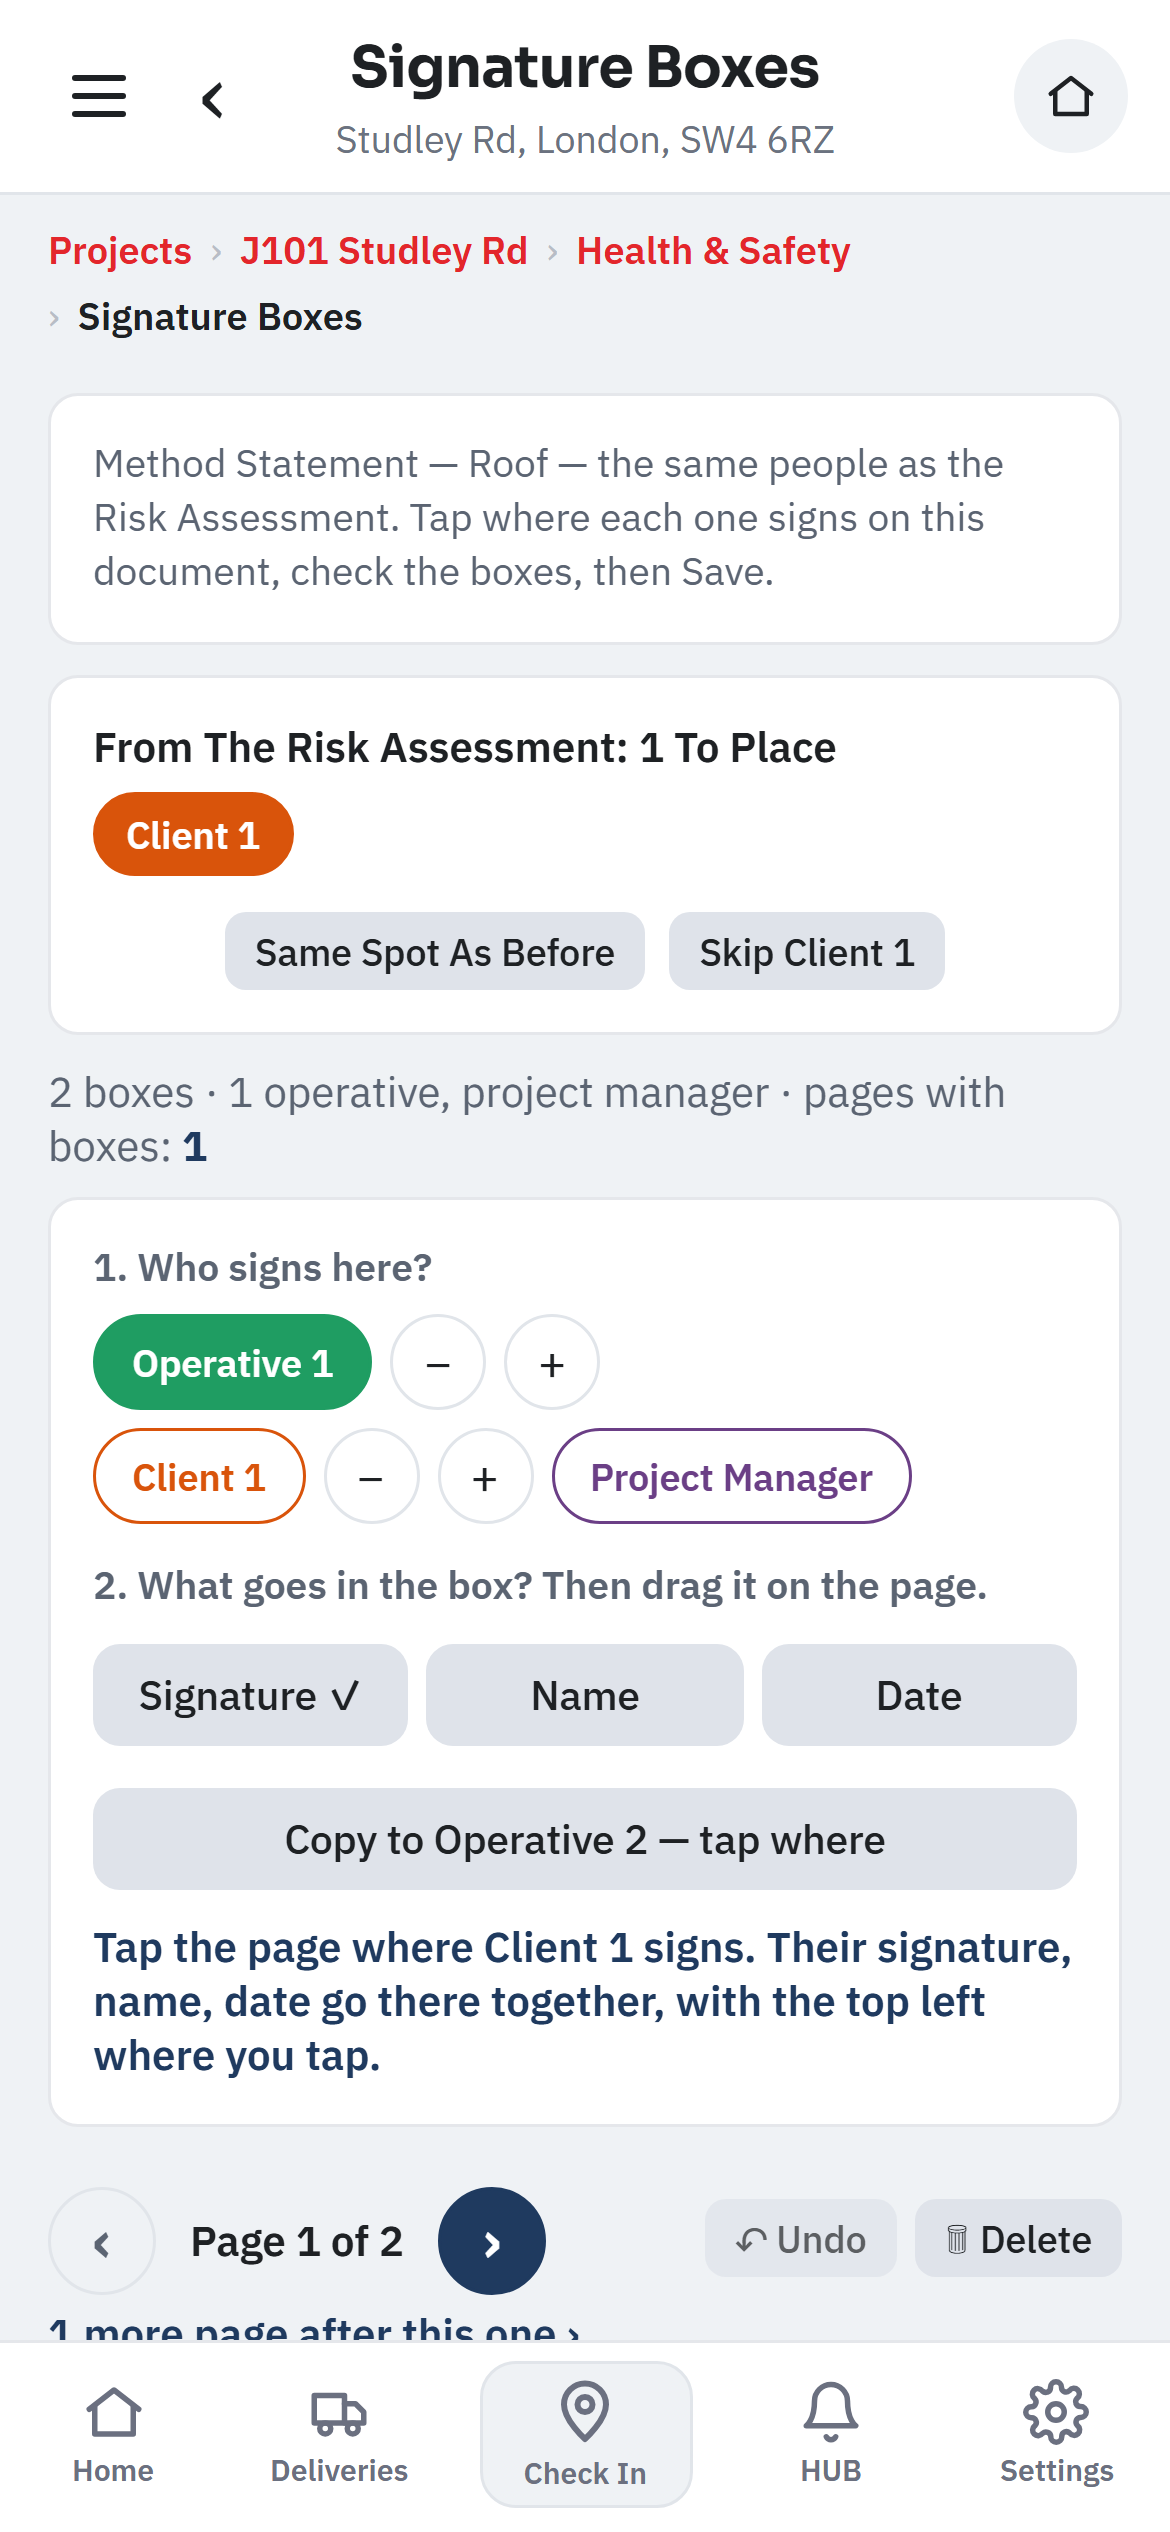 Signature Boxes
Studley Rd, London, SW4 6RZ
Projects › J101 Studley Rd › Health & Safety
› Signature Boxes
Method Statement — Roof — the same people as the
Risk Assessment. Tap where each one signs on this
document, check the boxes, then Save.
From The Risk Assessment: 1 To Place
Client 1
Same Spot As Before
Skip Client 1
2 boxes · 1 operative, project manager · pages with
boxes: 1
1. Who signs here?
Operative 1 − +
Client 1 − + Project Manager
2. What goes in the box? Then drag it on the page.
Signature ✓ Name Date
Copy to Operative 2 — tap where
Tap the page where Client 1 signs. Their signature,
name, date go there together, with the top left
where you tap.
‹ Page 1 of 2 › ↶ Undo 🗑 Delete
1 more page after this one ›
Home Deliveries Check In HUB Settings